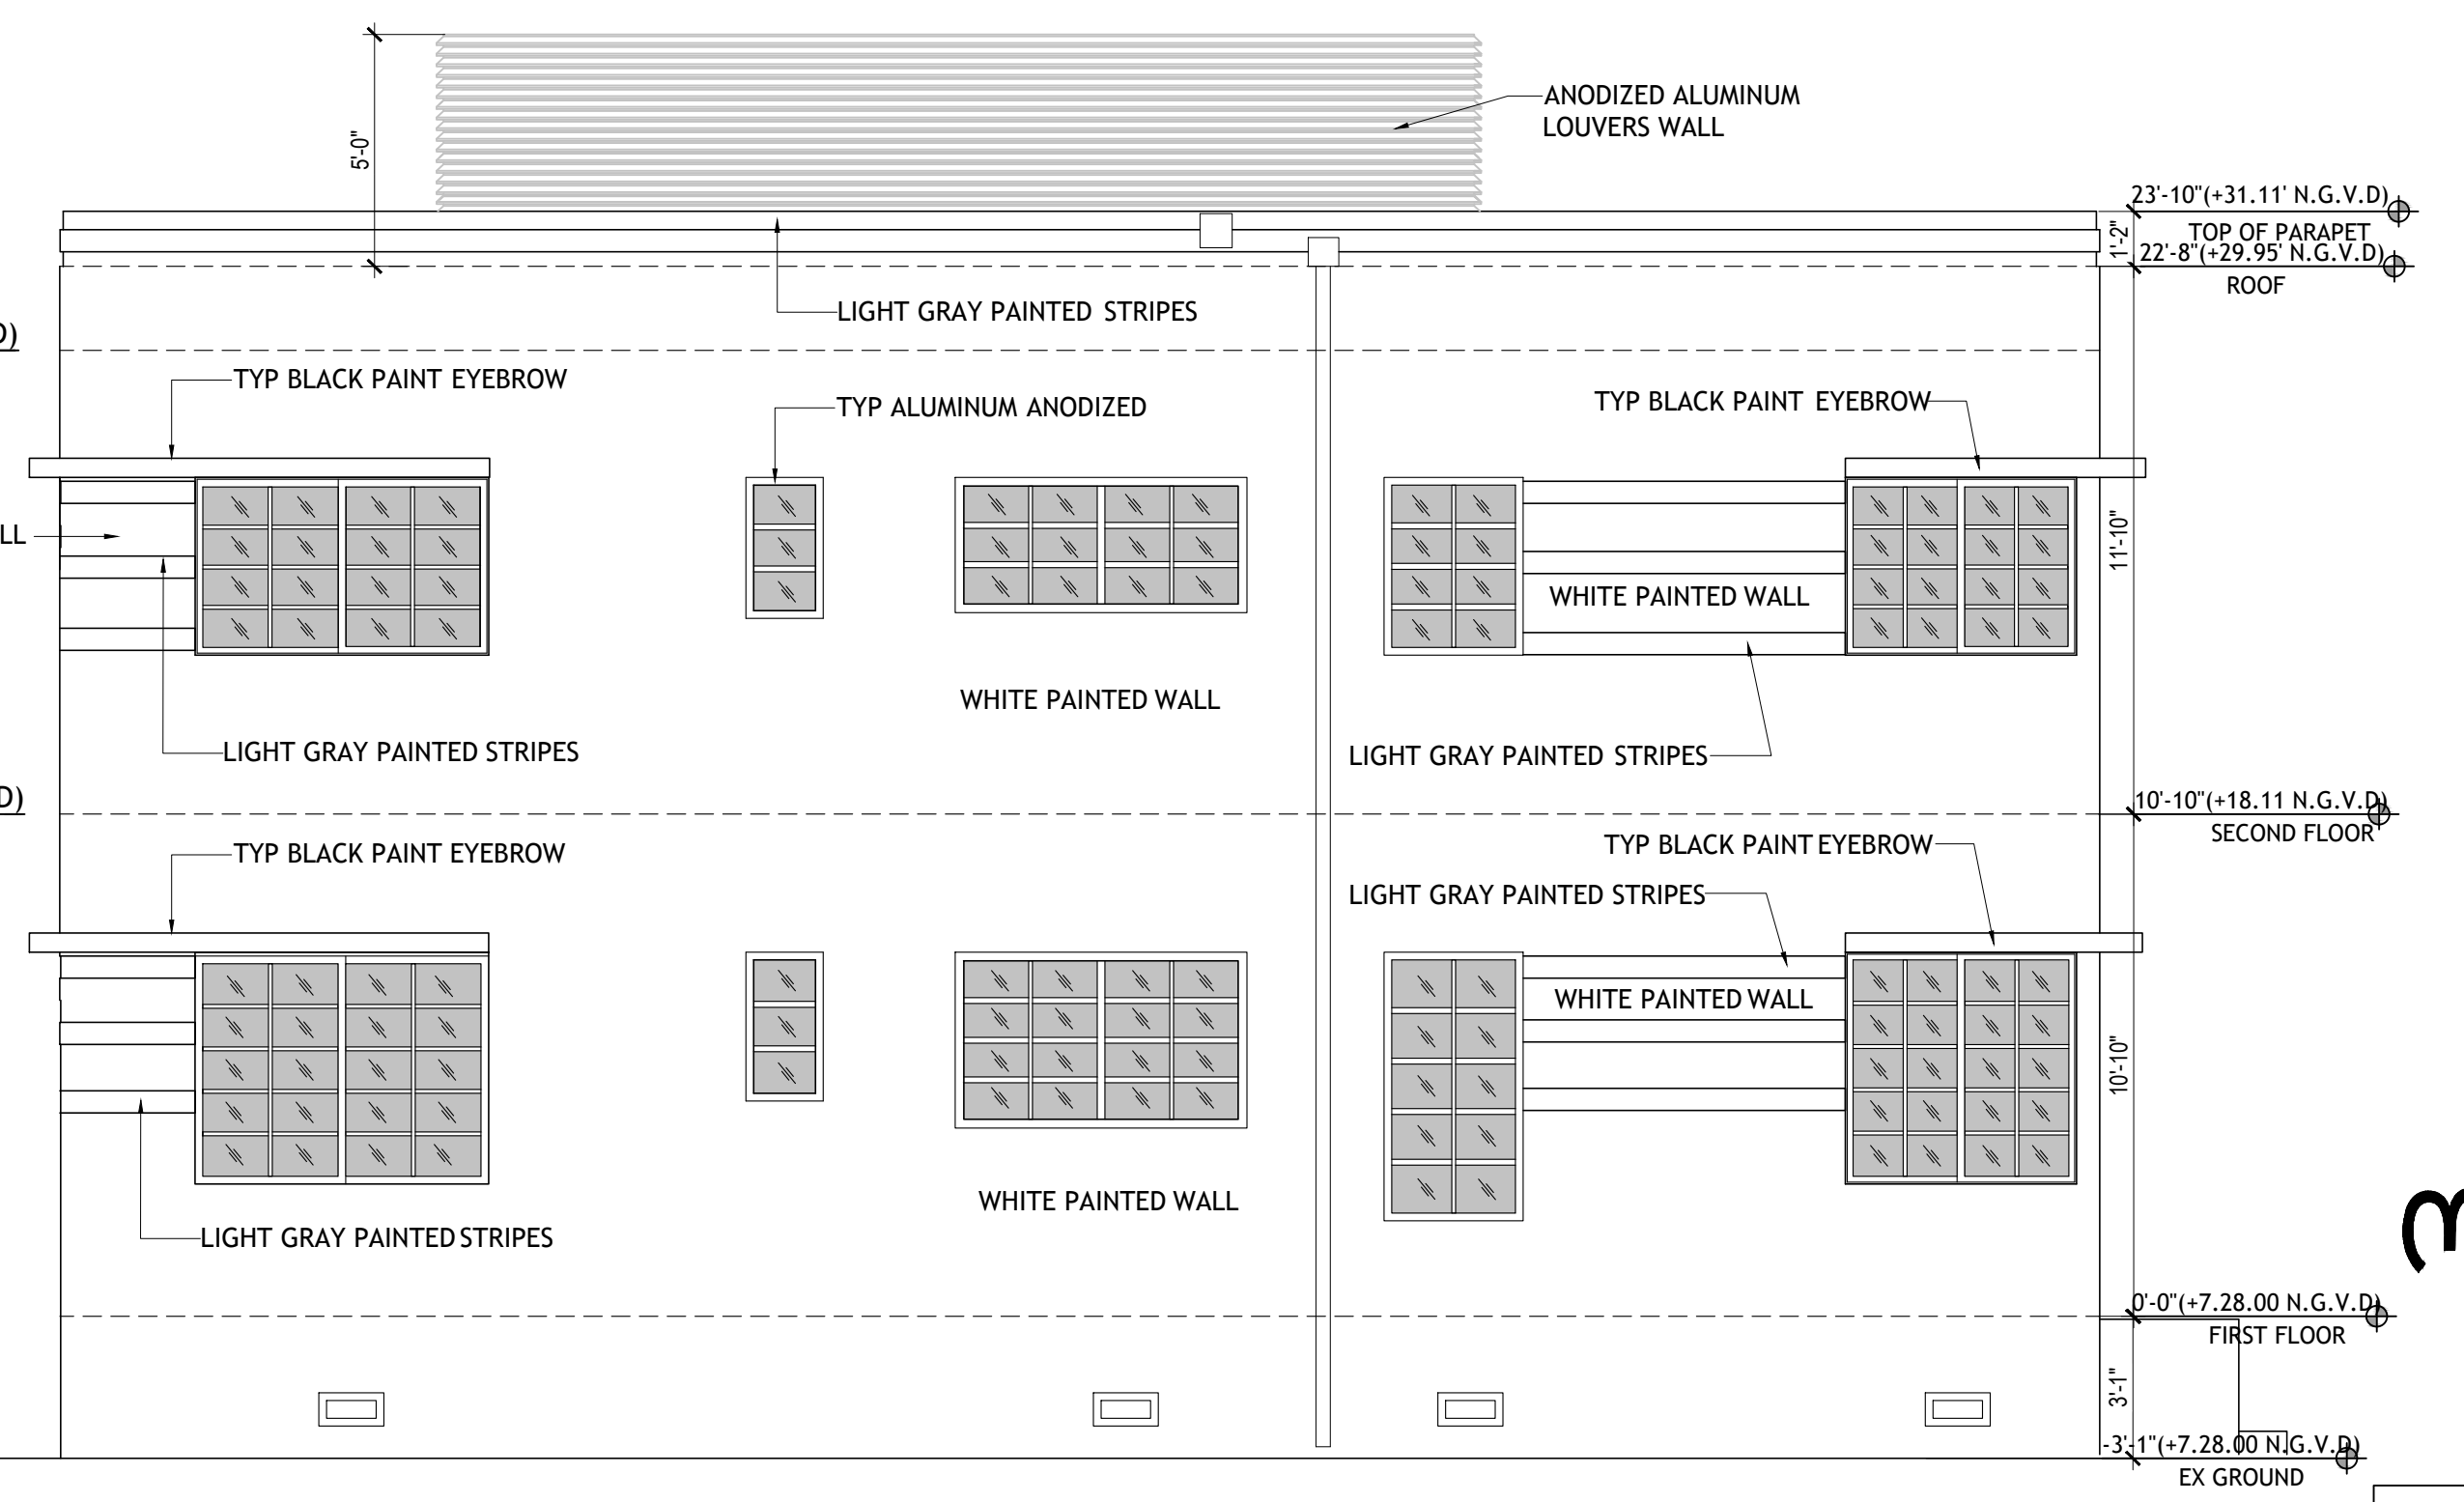 ANODIZED ALUMINUM
LOUVERS WALL
5'-0"
23'-10"(+31.11' N.G.V.D)
TOP OF PARAPET
1'-2"
22'-8"(+29.95' N.G.V.D)
ROOF
LIGHT GRAY PAINTED STRIPES
D)
TYP BLACK PAINT EYEBROW
TYP ALUMINUM ANODIZED
TYP BLACK PAINT EYEBROW
LL
11'-10"
WHITE PAINTED WALL
WHITE PAINTED WALL
LIGHT GRAY PAINTED STRIPES
LIGHT GRAY PAINTED STRIPES
D)
10'-10"(+18.11 N.G.V.D)
SECOND FLOOR
TYP BLACK PAINT EYEBROW
TYP BLACK PAINT EYEBROW
LIGHT GRAY PAINTED STRIPES
WHITE PAINTED WALL
10'-10"
WHITE PAINTED WALL
LIGHT GRAY PAINTED STRIPES
0'-0"(+7.28.00 N.G.V.D)
FIRST FLOOR
3'-1"
-3'-1"(+7.28.00 N.G.V.D)
EX GROUND